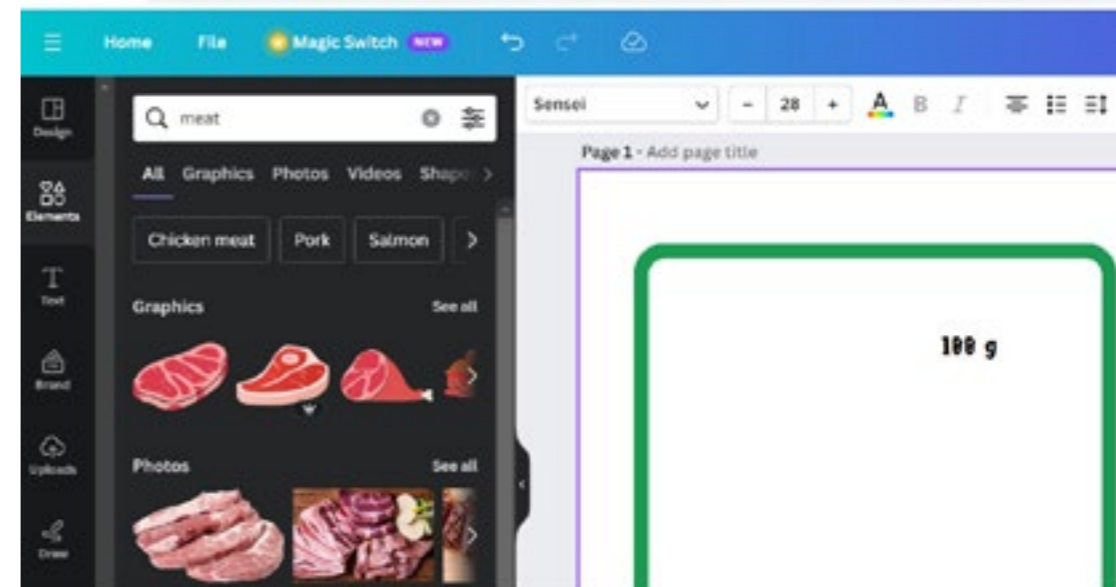 Home File Magic Switch NEW
Design
meat
Sensei - 28 + A B I
Page 1 - Add page title
All Graphics Photos Videos Shape
Elements
Chicken meat Pork Salmon
Text
Graphics See all
100 g
Brand
Uploads
Photos See all
Draw